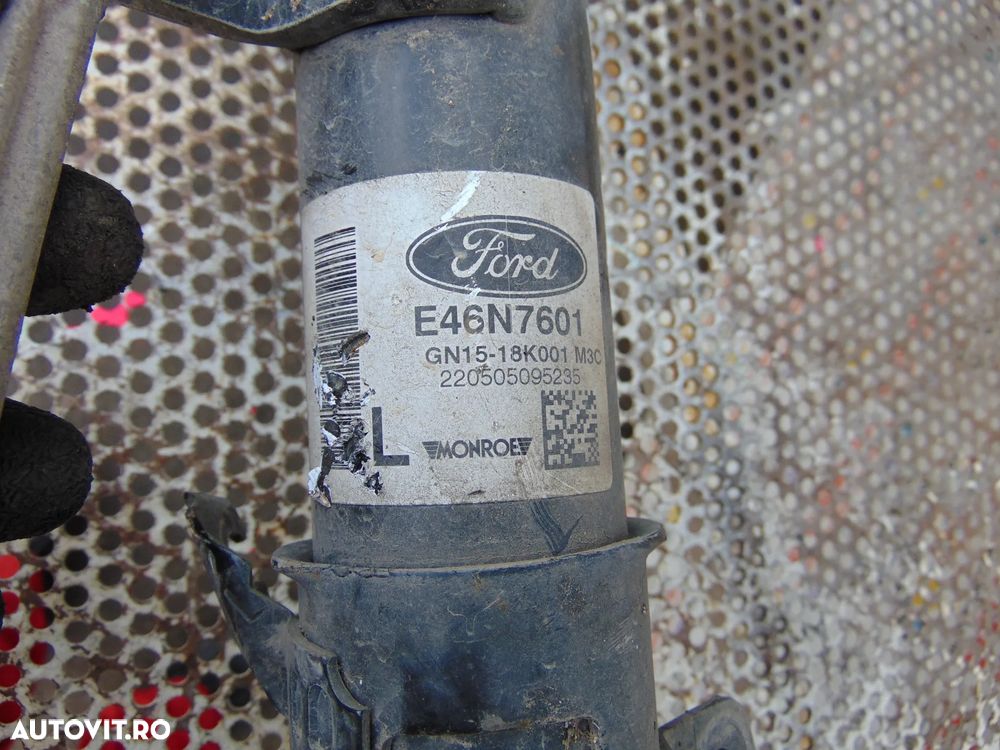 Ford
E46N7601
GN15-18K001 M3C
220505095235
L
MONROE
AUTOVIT.RO